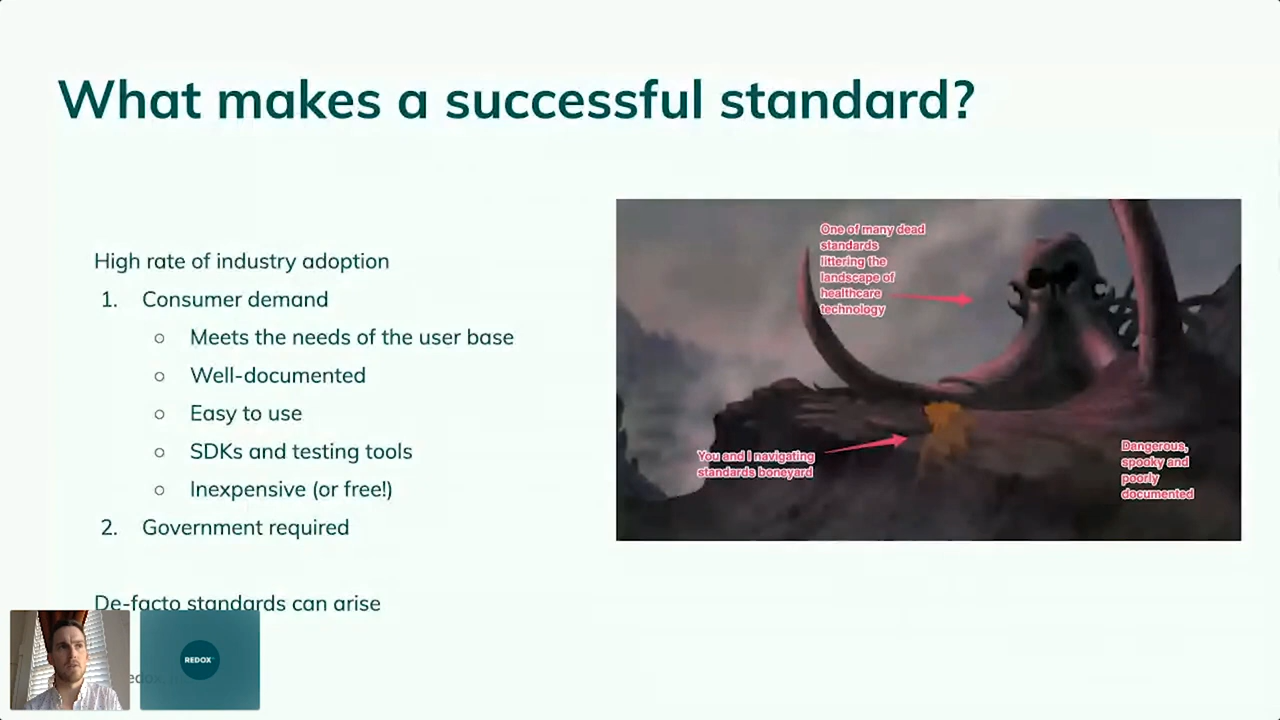 What makes a successful standard?
High rate of industry adoption
1. Consumer demand
○ Meets the needs of the user base
○ Well-documented
○ Easy to use
○ SDKs and testing tools
○ Inexpensive (or free!)
2. Government required
De-facto standards can arise
One of many dead
standards
littering the
landscape of
healthcare
technology
You and I navigating
standards boneyard
Dangerous,
spooky and
poorly
documented
REDOX